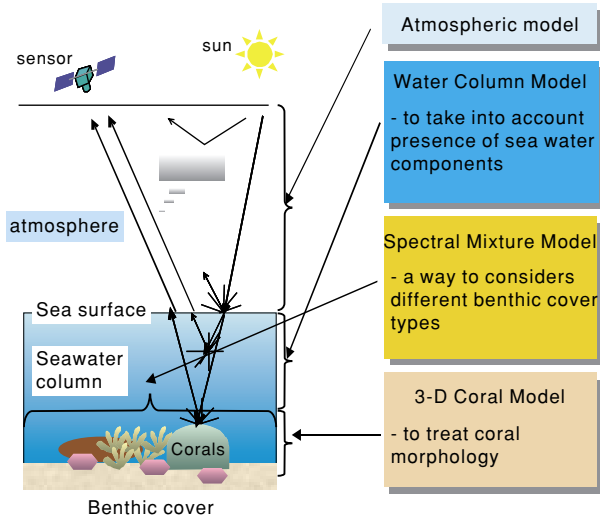 sensor
sun
atmosphere
Sea surface
Seawater
column
Corals
Benthic cover
Atmospheric model
Water Column Model
- to take into account
presence of sea water
components
Spectral Mixture Model
- a way to considers
different benthic cover
types
3-D Coral Model
- to treat coral
morphology